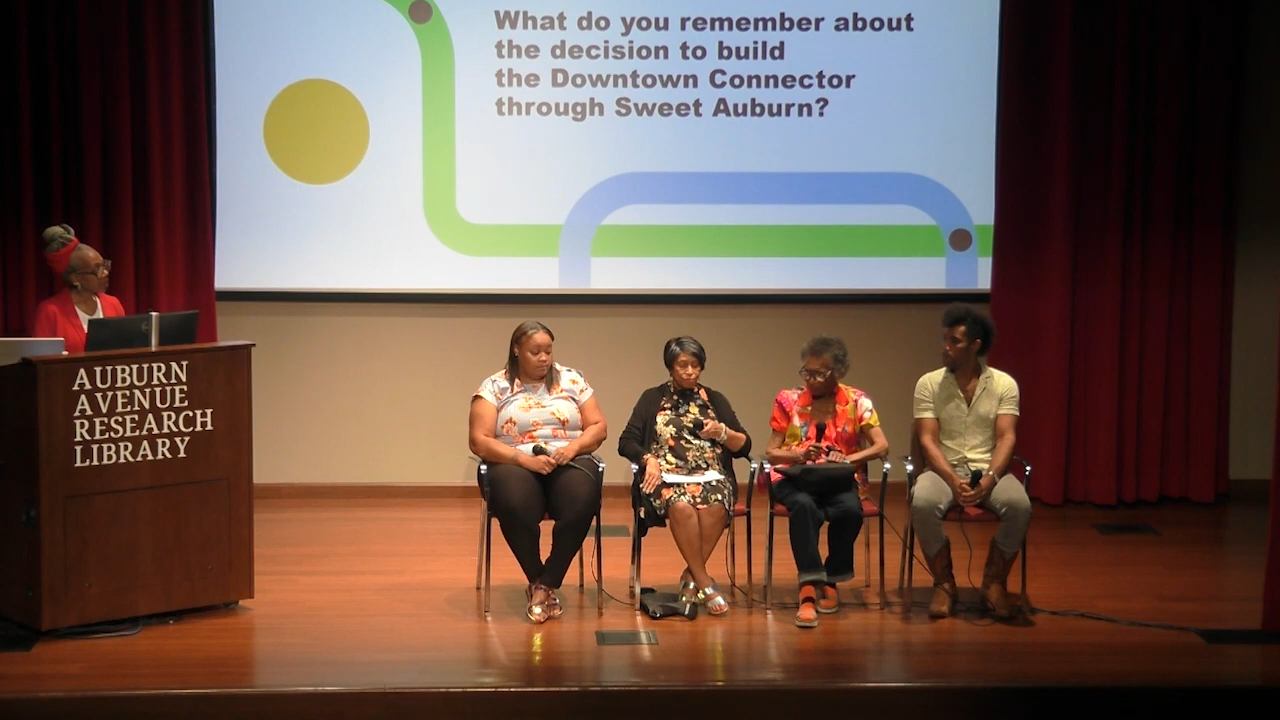 What do you remember about
the decision to build
the Downtown Connector
through Sweet Auburn?
AUBURN
AVENUE
RESEARCH
LIBRARY